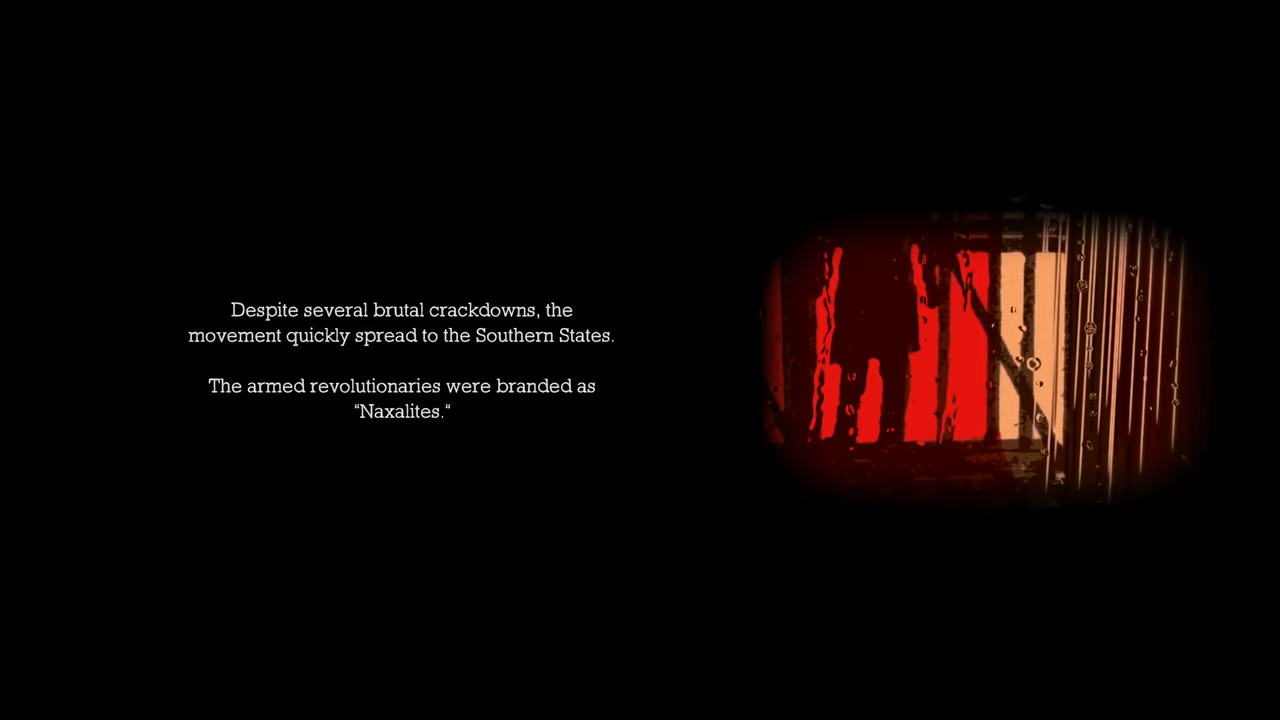 Despite several brutal crackdowns, the
movement quickly spread to the Southern States.
The armed revolutionaries were branded as
“Naxalites.“